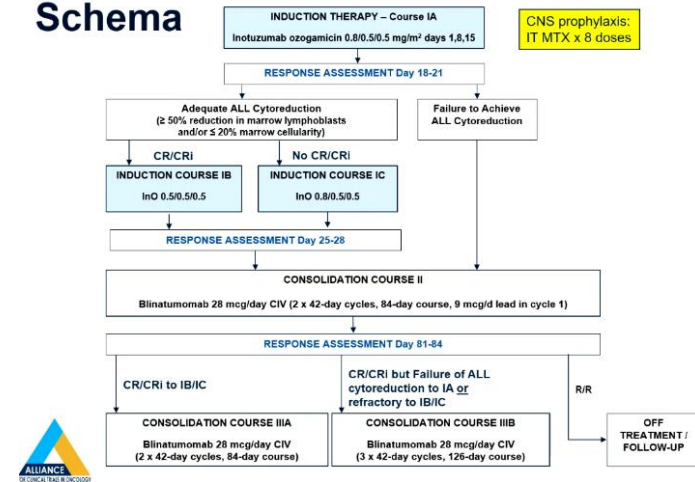 Schema
INDUCTION THERAPY – Course IA
Inotuzumab ozogamicin 0.8/0.5/0.5 mg/m² days 1,8,15
CNS prophylaxis:
IT MTX x 8 doses
RESPONSE ASSESSMENT Day 18-21
Adequate ALL Cytoreduction
(≥ 50% reduction in marrow lymphoblasts
and/or ≤ 20% marrow cellularity)
Failure to Achieve
ALL Cytoreduction
CR/CRi
No CR/CRi
INDUCTION COURSE IB
InO 0.5/0.5/0.5
INDUCTION COURSE IC
InO 0.8/0.5/0.5
RESPONSE ASSESSMENT Day 25-28
CONSOLIDATION COURSE II
Blinatumomab 28 mcg/day CIV (2 x 42-day cycles, 84-day course, 9 mcg/d lead in cycle 1)
RESPONSE ASSESSMENT Day 81-84
CR/CRi to IB/IC
CR/CRi but Failure of ALL
cytoreduction to IA or
refractory to IB/IC
R/R
CONSOLIDATION COURSE IIIA
Blinatumomab 28 mcg/day CIV
(2 x 42-day cycles, 84-day course)
CONSOLIDATION COURSE IIIB
Blinatumomab 28 mcg/day CIV
(3 x 42-day cycles, 126-day course)
OFF
TREATMENT /
FOLLOW-UP
ALLIANCE
FOR CLINICAL TRIALS IN ONCOLOGY